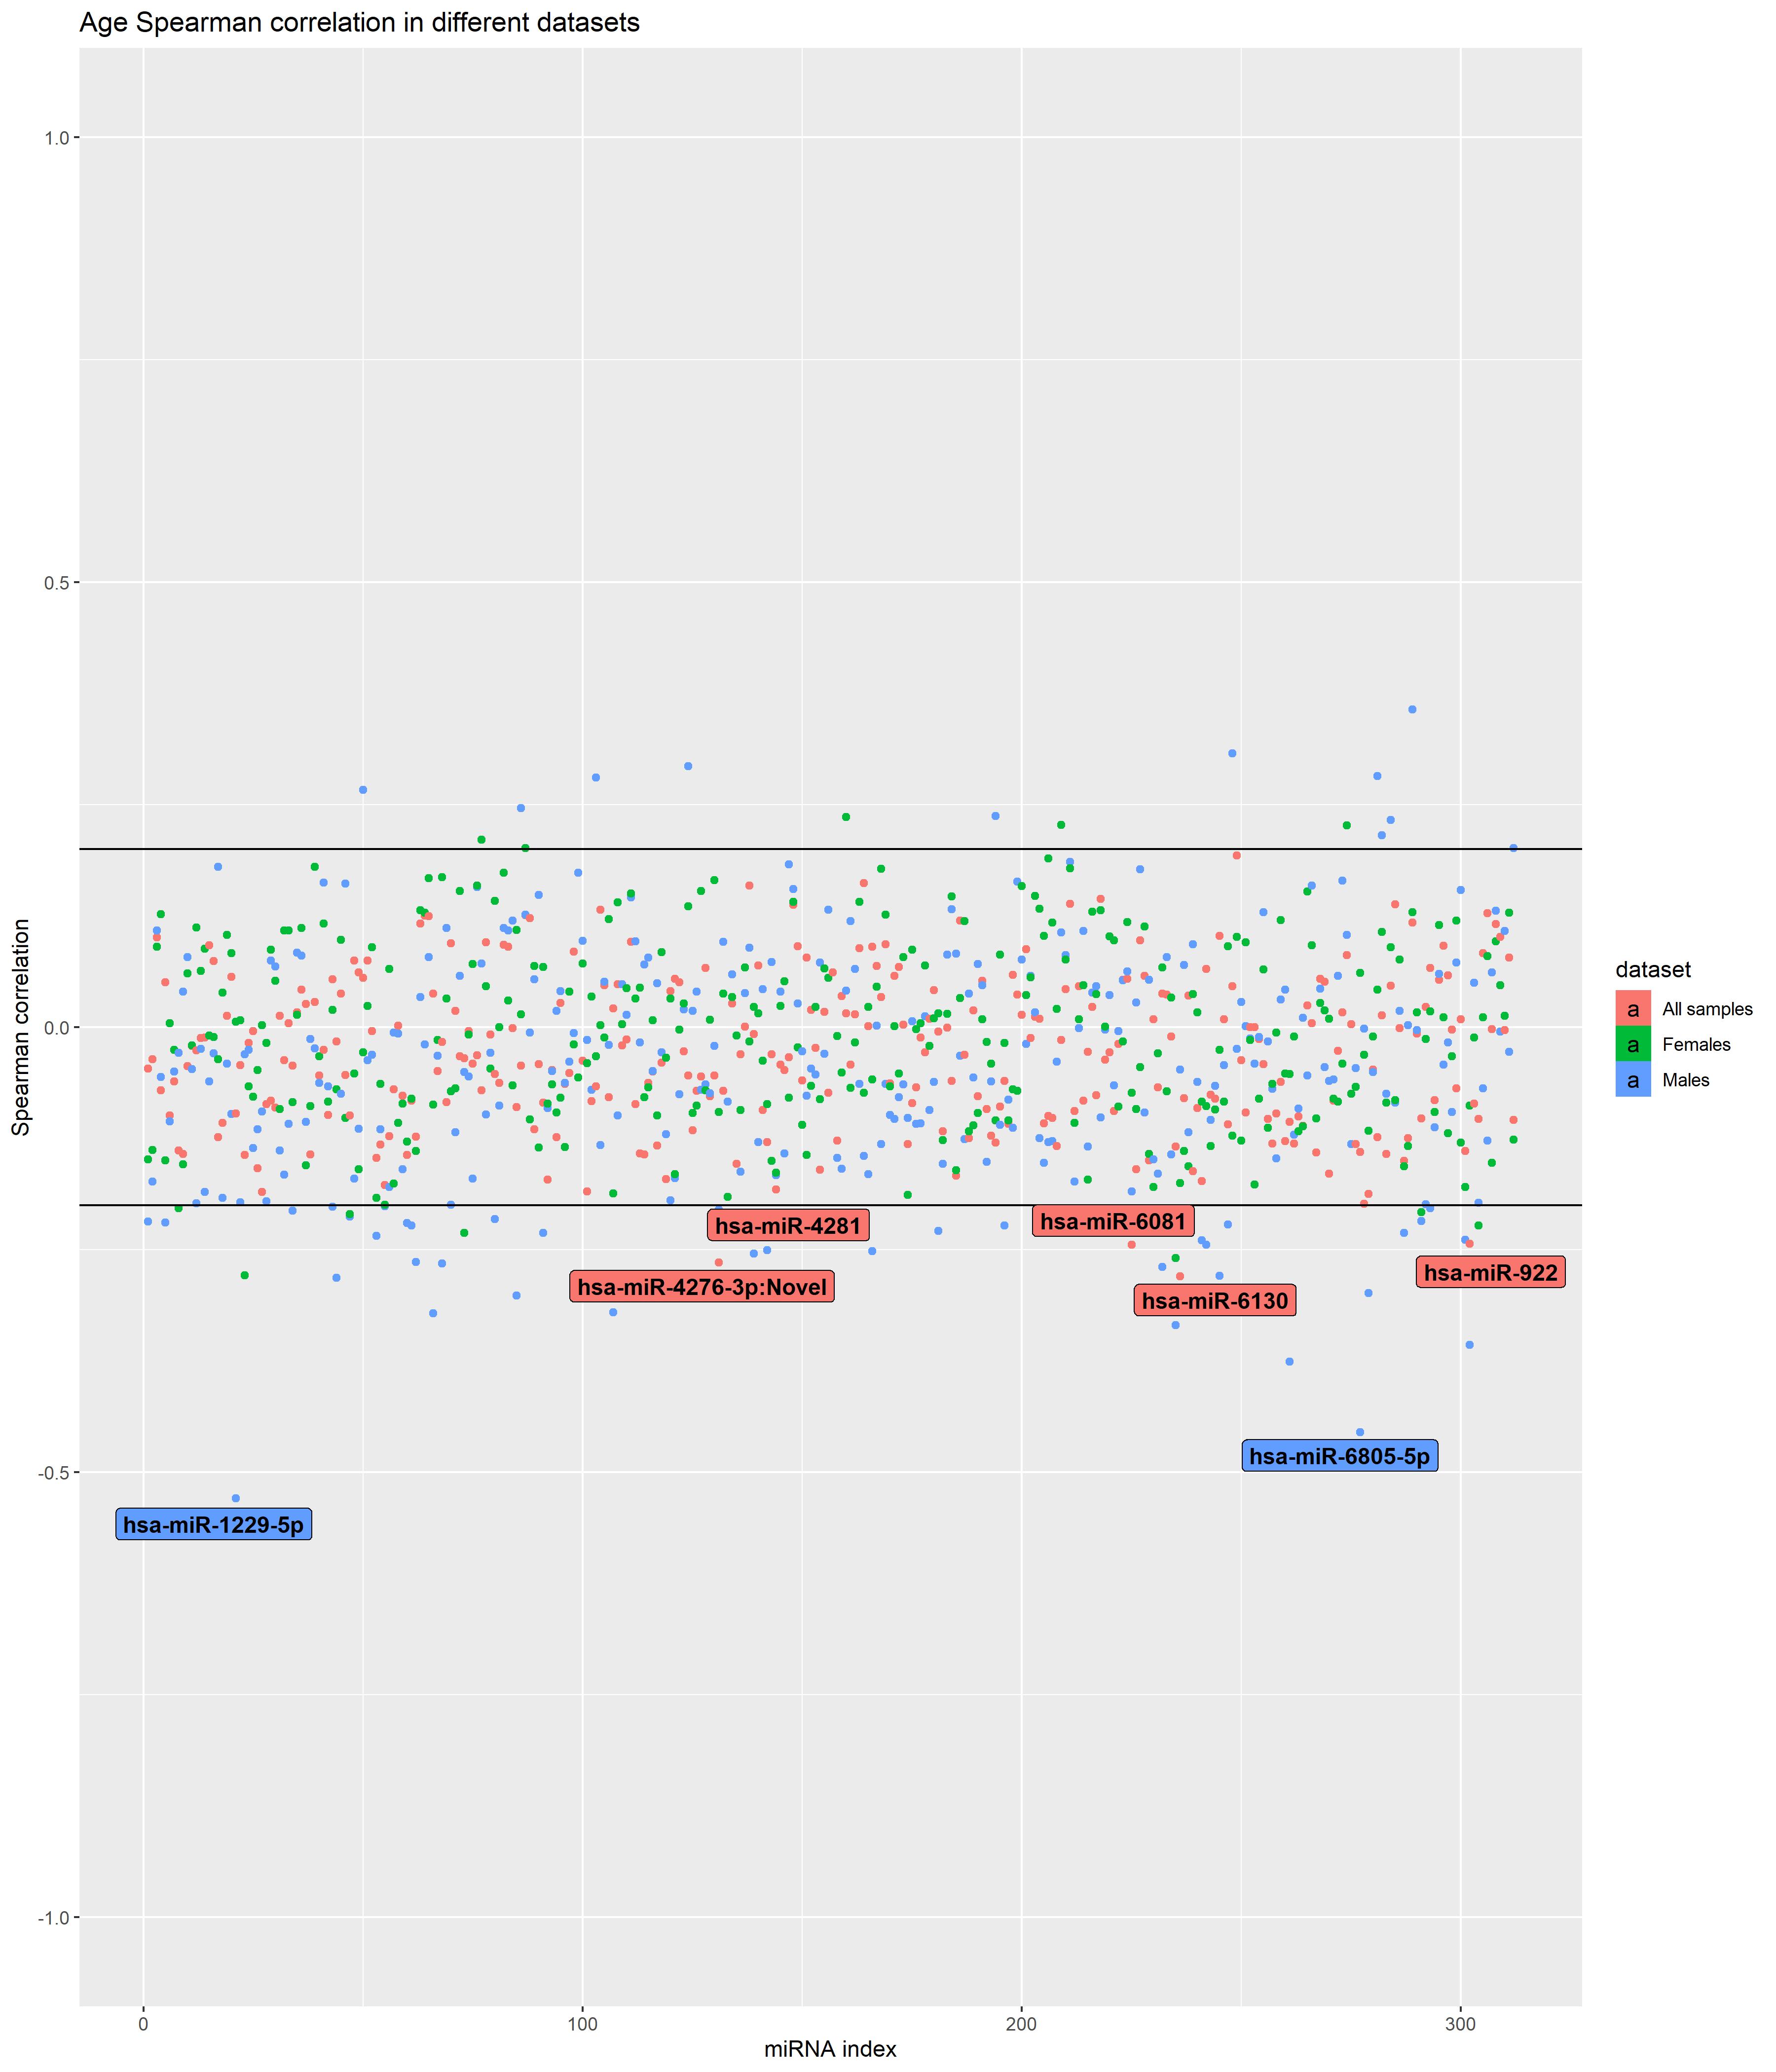 Age Spearman correlation in different datasets
1.0
0.5
0.0
-0.5
-1.0
Spearman correlation
hsa-miR-4281
hsa-miR-6081
hsa-miR-922
hsa-miR-4276-3p:Novel
hsa-miR-6130
hsa-miR-6805-5p
hsa-miR-1229-5p
0
100
200
300
miRNA index
dataset
a All samples
a Females
a Males